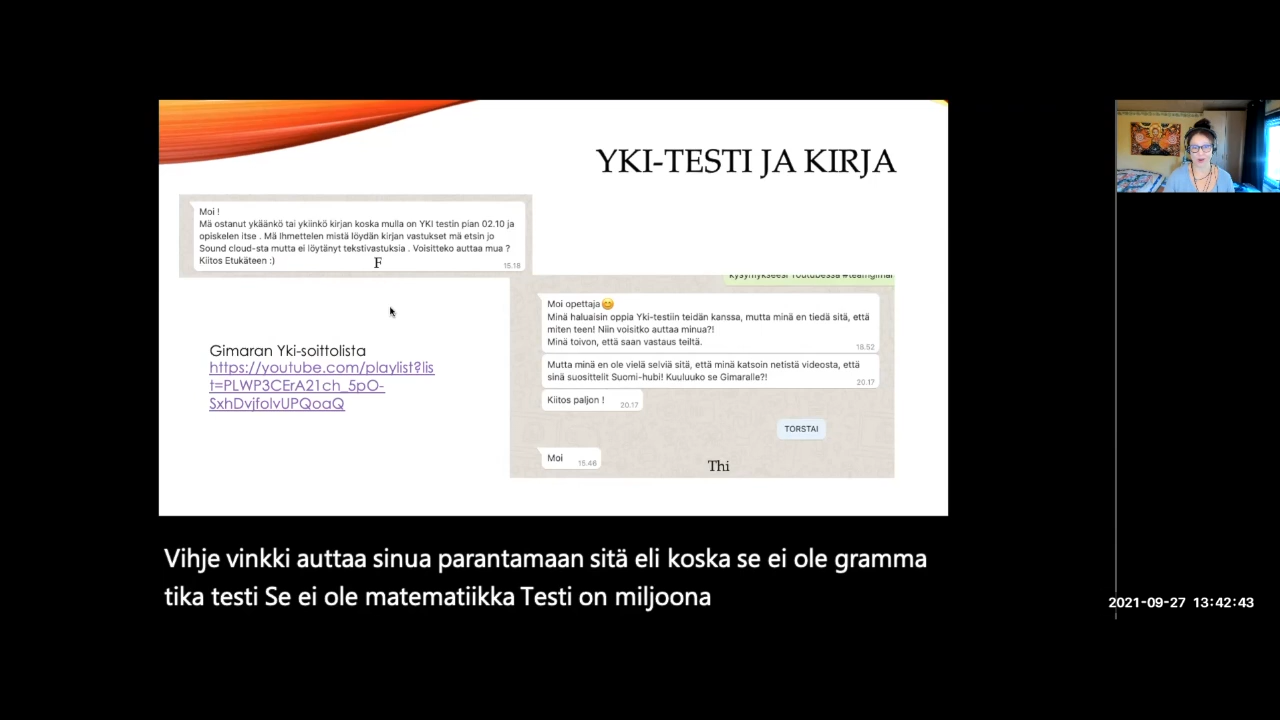 YKI-TESTI JA KIRJA
Moi !
Mä ostanut ykäänkö tai ykiinkö kirjan koska mulla on YKI testin pian 02.10 ja
opiskelen itse . Mä Ihmettelen mistä löydän kirjan vastukset mä etsin jo
Sound cloud-sta mutta ei löytänyt tekstivastuksia . Voisitteko auttaa mua ?
Kiitos Etukäteen :)
15.18
F
kysymykseesi Youtubessa #teamgimar
Moi opettaja😊
Minä haluaisin oppia Yki-testiin teidän kanssa, mutta minä en tiedä sitä, että
miten teen! Niin voisitko auttaa minua?!
Minä toivon, että saan vastaus teiltä.
18.52
Mutta minä en ole vielä selviä sitä, että minä katsoin netistä videosta, että
sinä suosittelit Suomi-hubi! Kuuluuko se Gimaralle?!
20.17
Kiitos paljon !
20.17
TORSTAI
Moi
15.46
Thi
Gimaran Yki-soittolista
https://youtube.com/playlist?lis
t=PLWP3CErA21ch_5pO-
SxhDvjfolvUPQoaQ
Vihje vinkki auttaa sinua parantamaan sitä eli koska se ei ole gramma
tika testi Se ei ole matematiikka Testi on miljoona
2021-09-27 13:42:43